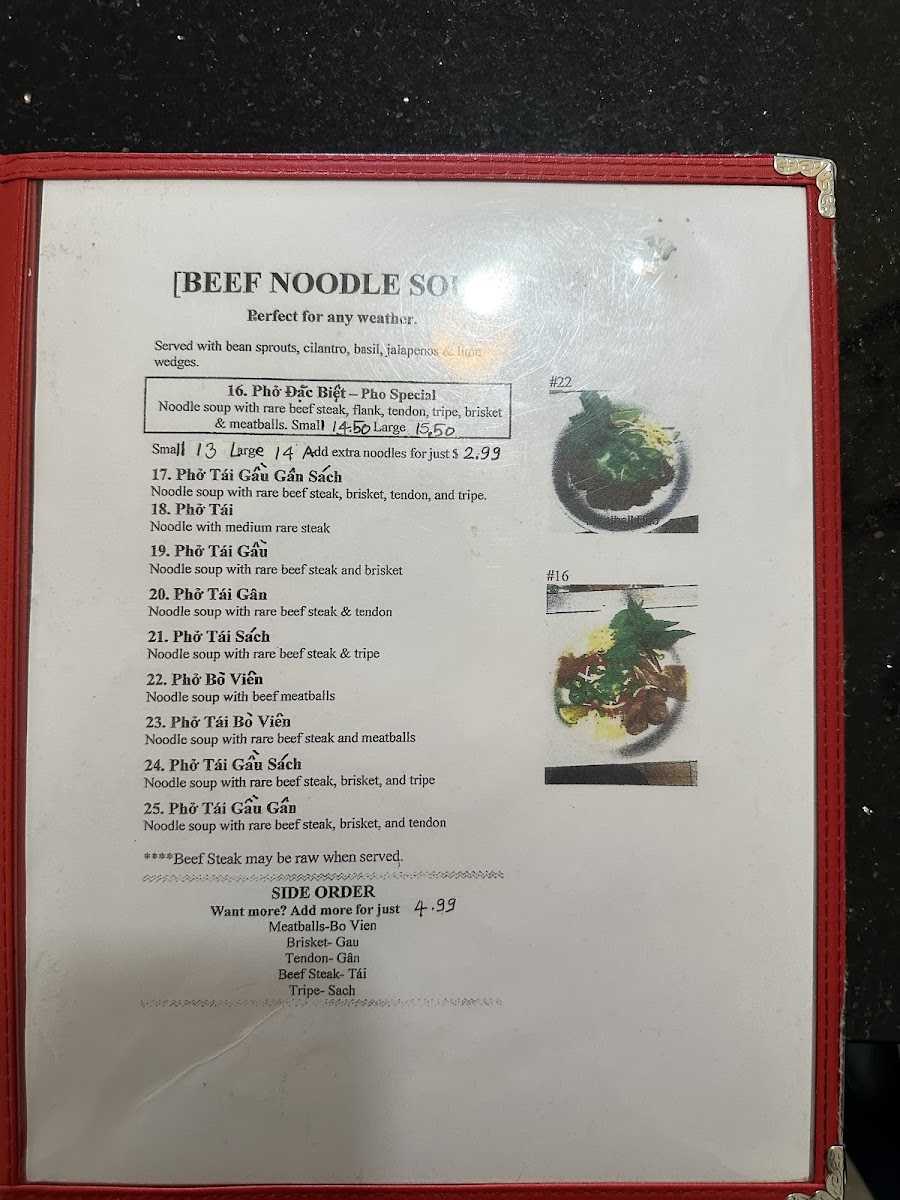 [BEEF NOODLE SOU
Perfect for any weather.
Served with bean sprouts, cilantro, basil, jalapenos & lime
wedges.
16. Phở Đặc Biệt – Pho Special
Noodle soup with rare beef steak, flank, tendon, tripe, brisket
& meatballs. Small 14.50 Large 15.50
Small 13 Large 14 Add extra noodles for just $ 2.99
17. Phở Tái Gầu Gân Sách
Noodle soup with rare beef steak, brisket, tendon, and tripe.
18. Phở Tái
Noodle with medium rare steak
19. Phở Tái Gầu
Noodle soup with rare beef steak and brisket
20. Phở Tái Gân
Noodle soup with rare beef steak & tendon
21. Phở Tái Sách
Noodle soup with rare beef steak & tripe
22. Phở Bò Viên
Noodle soup with beef meatballs
23. Phở Tái Bò Viên
Noodle soup with rare beef steak and meatballs
24. Phở Tái Gầu Sách
Noodle soup with rare beef steak, brisket, and tripe
25. Phở Tái Gầu Gân
Noodle soup with rare beef steak, brisket, and tendon
****Beef Steak may be raw when served.
SIDE ORDER
Want more? Add more for just 4.99
Meatballs-Bo Vien
Brisket- Gau
Tendon- Gân
Beef Steak- Tái
Tripe- Sach
#22
#16